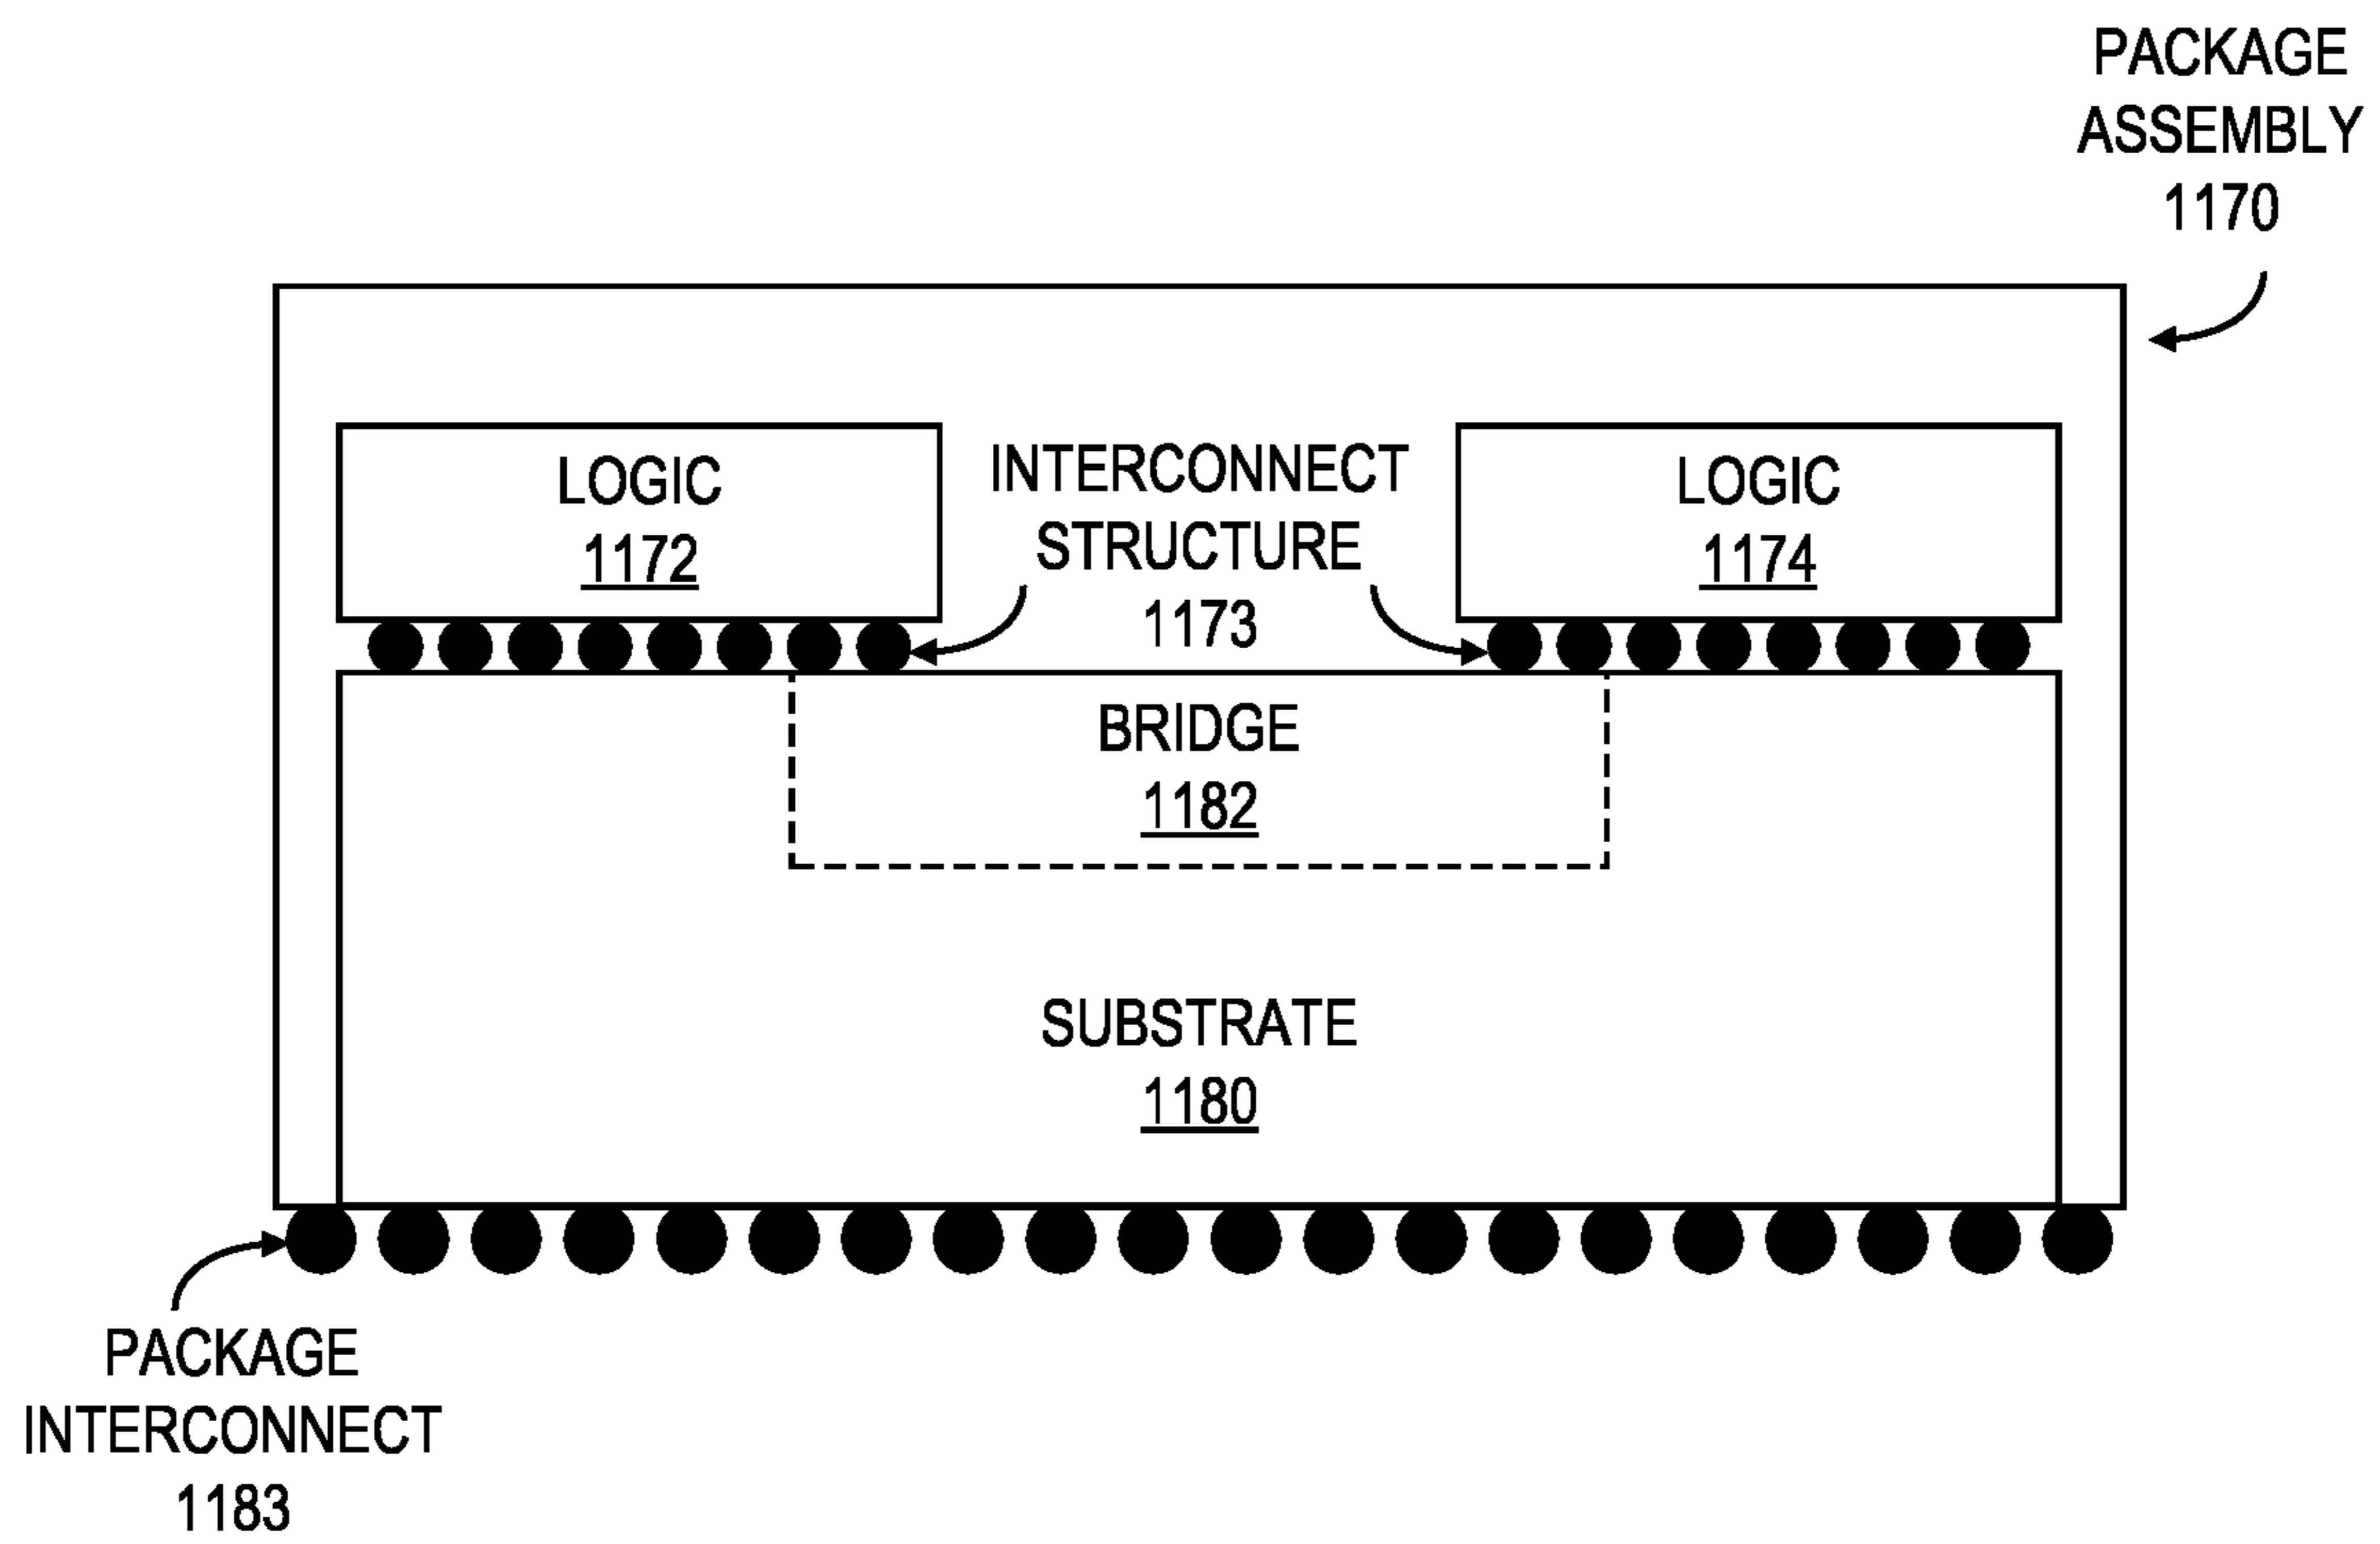 PACKAGE
ASSEMBLY
1170
LOGIC
1172
INTERCONNECT
STRUCTURE
1173
LOGIC
1174
BRIDGE
1182
SUBSTRATE
1180
PACKAGE
INTERCONNECT
1183